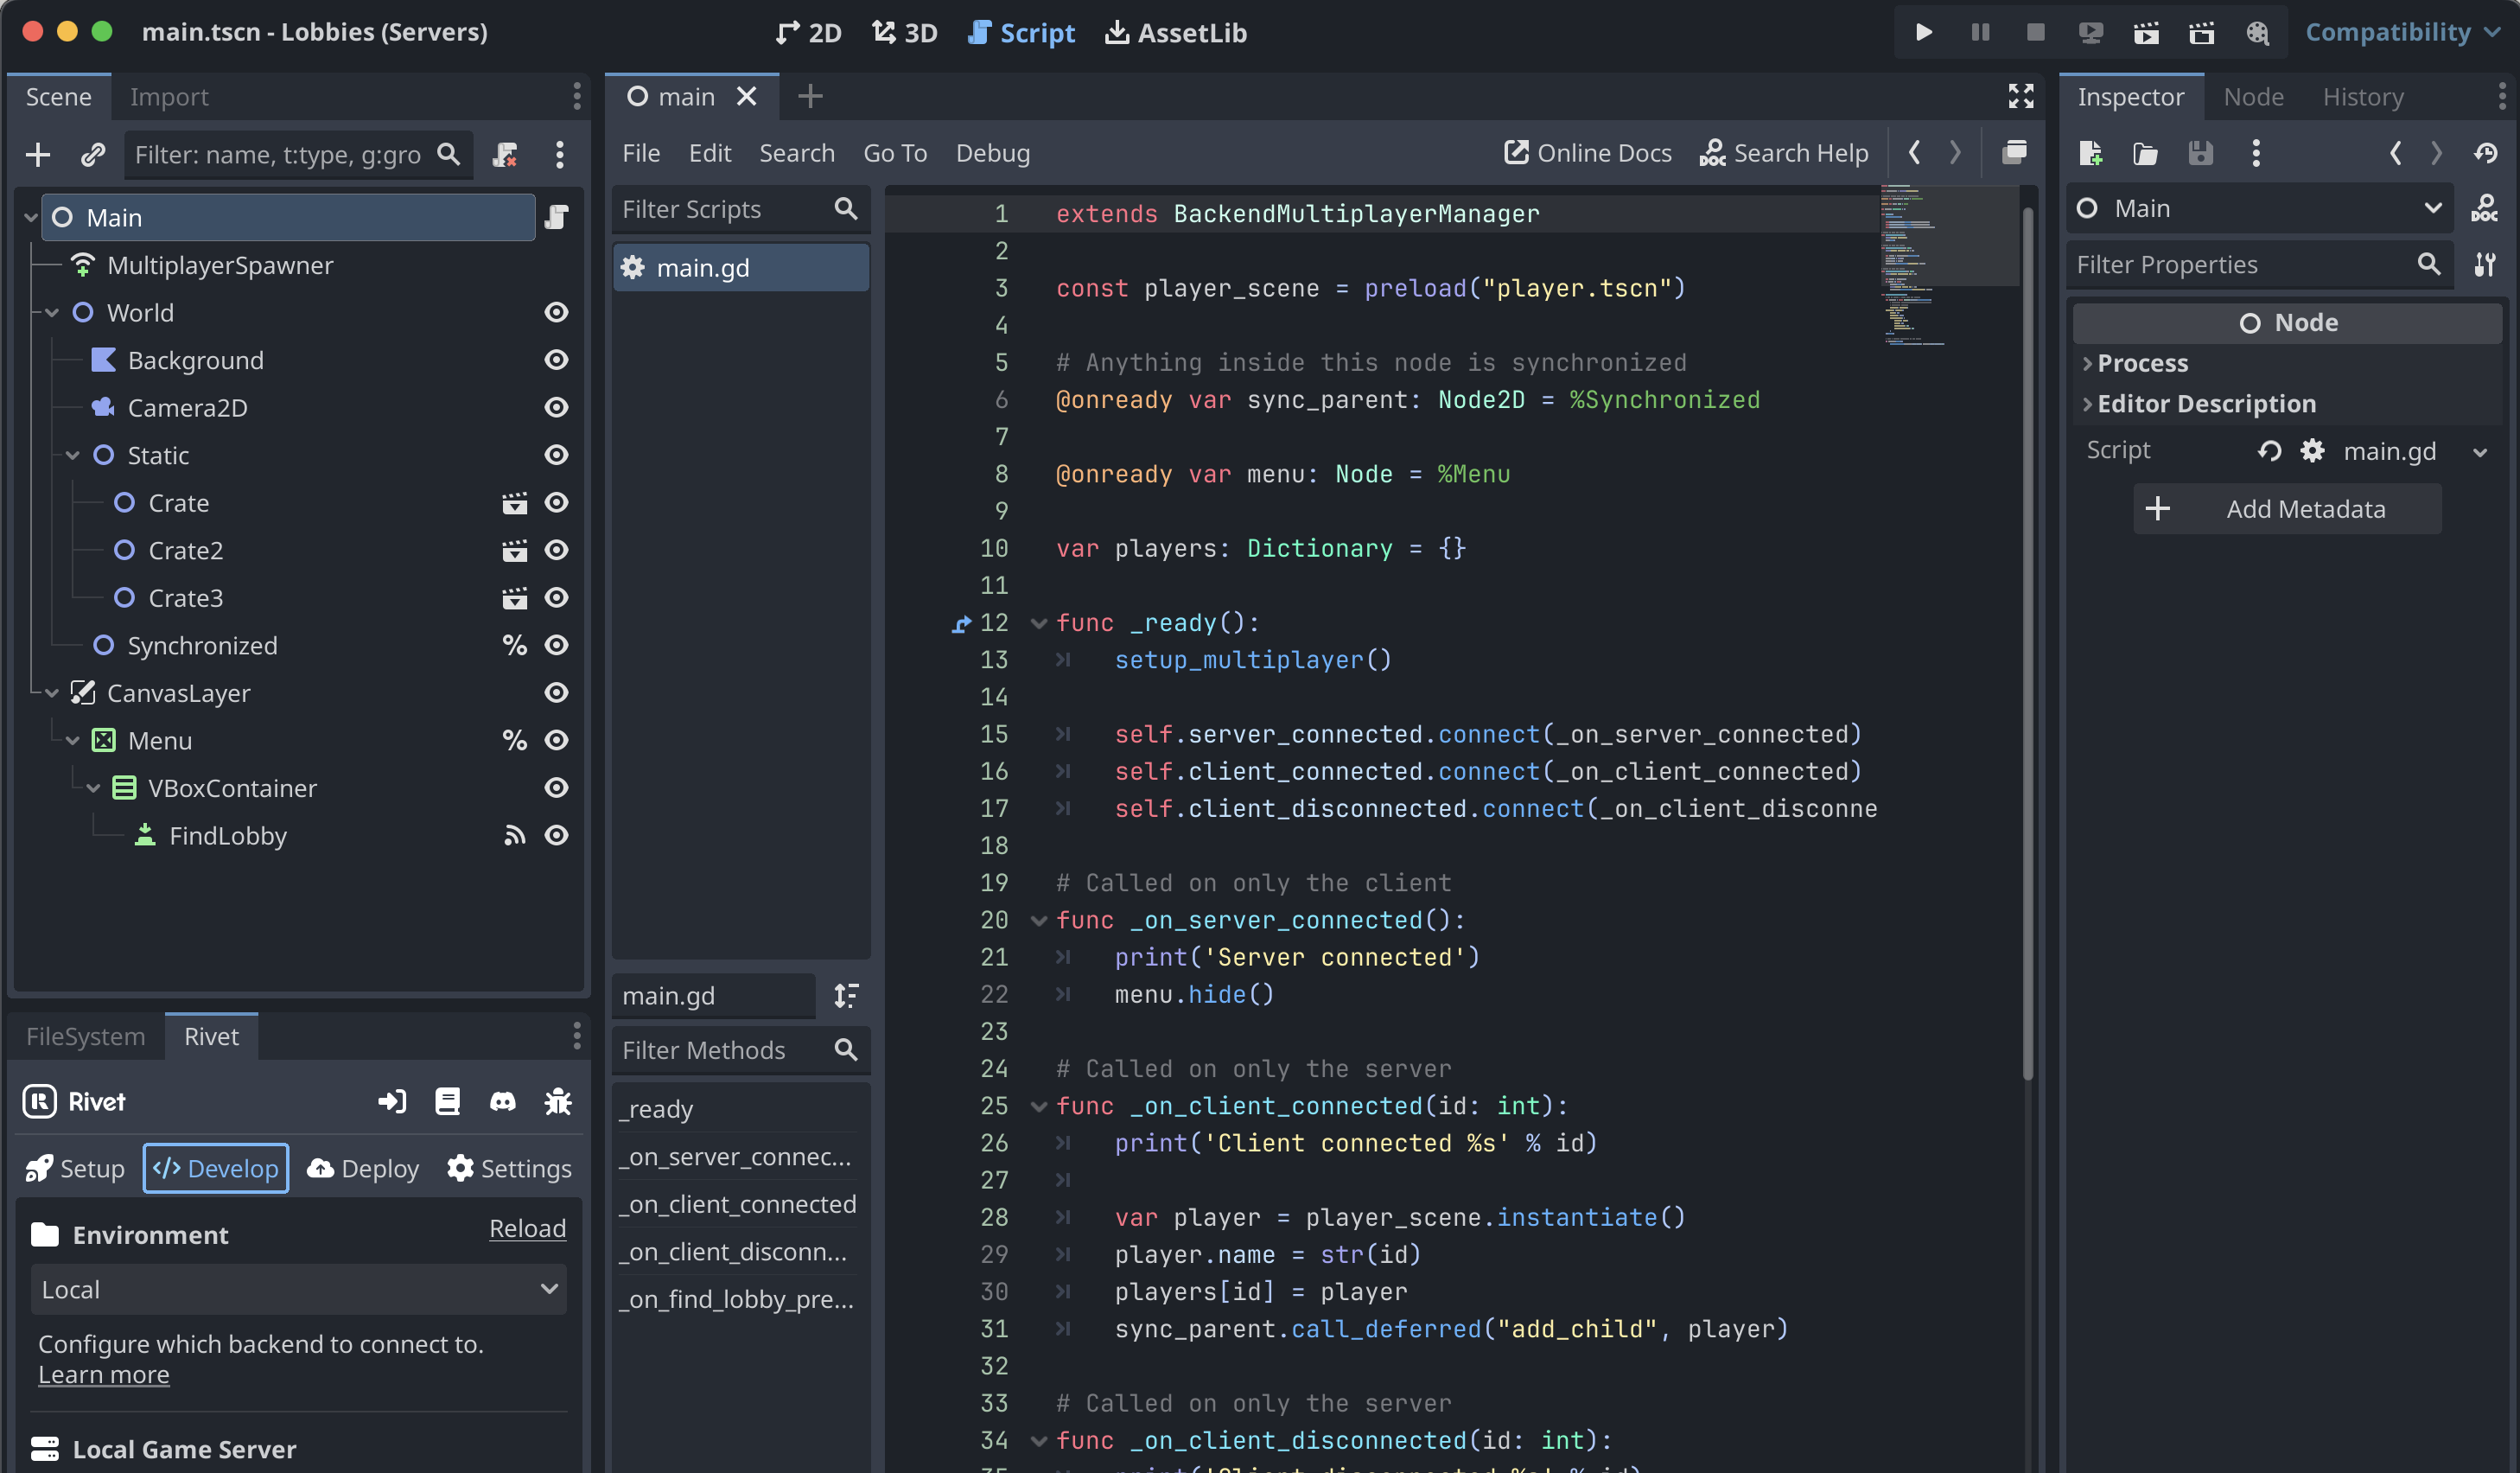 main.tscn - Lobbies (Servers)
2D
3D
Script
AssetLib
Compatibility
Scene
Import
Filter: name, t:type, g:gro
Main
MultiplayerSpawner
World
Background
Camera2D
Static
Crate
Crate2
Crate3
Synchronized
%
CanvasLayer
Menu
%
VBoxContainer
FindLobby
FileSystem
Rivet
Rivet
Setup
</> Develop
Deploy
Settings
Environment
Reload
Local
Configure which backend to connect to.
Learn more
Local Game Server
main
File
Edit
Search
Go To
Debug
Online Docs
DOC Search Help
Filter Scripts
main.gd
main.gd
Filter Methods
_ready
_on_server_connec...
_on_client_connected
_on_client_disconn...
_on_find_lobby_pre...
1 extends BackendMultiplayerManager
2
3 const player_scene = preload("player.tscn")
4
5 # Anything inside this node is synchronized
6 @onready var sync_parent: Node2D = %Synchronized
7
8 @onready var menu: Node = %Menu
9
10 var players: Dictionary = {}
11
12 func _ready():
13 setup_multiplayer()
14
15 self.server_connected.connect(_on_server_connected)
16 self.client_connected.connect(_on_client_connected)
17 self.client_disconnected.connect(_on_client_disconne
18
19 # Called on only the client
20 func _on_server_connected():
21 print('Server connected')
22 menu.hide()
23
24 # Called on only the server
25 func _on_client_connected(id: int):
26 print('Client connected %s' % id)
27
28 var player = player_scene.instantiate()
29 player.name = str(id)
30 players[id] = player
31 sync_parent.call_deferred("add_child", player)
32
33 # Called on only the server
34 func _on_client_disconnected(id: int):
35 print('Client disconnected %s' % id)
Inspector
Node
History
Main
DOC
Filter Properties
Node
Process
Editor Description
Script
main.gd
Add Metadata